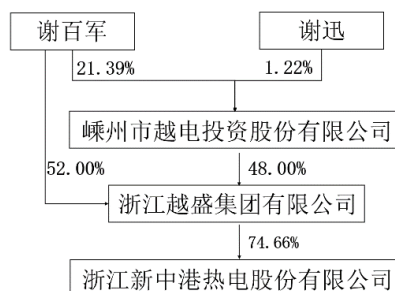 谢百军
谢迅
21.39%
1.22%
嵊州市越电投资股份有限公司
52.00%
48.00%
浙江越盛集团有限公司
74.66%
浙江新中港热电股份有限公司